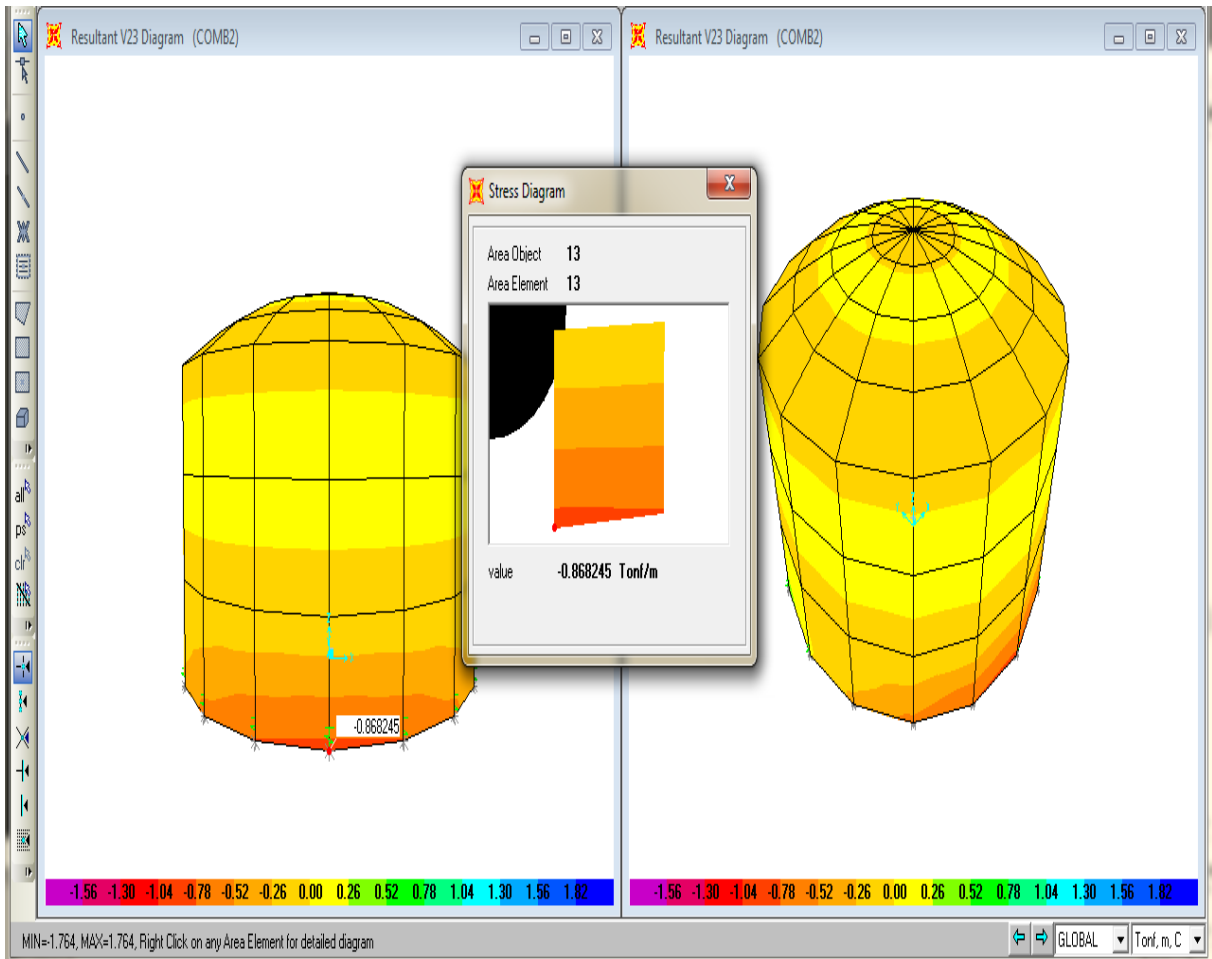 Resultant V23 Diagram (COMB2)
Resultant V23 Diagram (COMB2)
all
ps
clr
Stress Diagram
Area Object 13
Area Element 13
value -0.868245 Tonf/m
-0.868245
-1.56 -1.30 -1.04 -0.78 -0.52 -0.26 0.00 0.26 0.52 0.78 1.04 1.30 1.56 1.82
-1.56 -1.30 -1.04 -0.78 -0.52 -0.26 0.00 0.26 0.52 0.78 1.04 1.30 1.56 1.82
MIN=-1.764, MAX=1.764, Right Click on any Area Element for detailed diagram
GLOBAL
Tonf, m, C